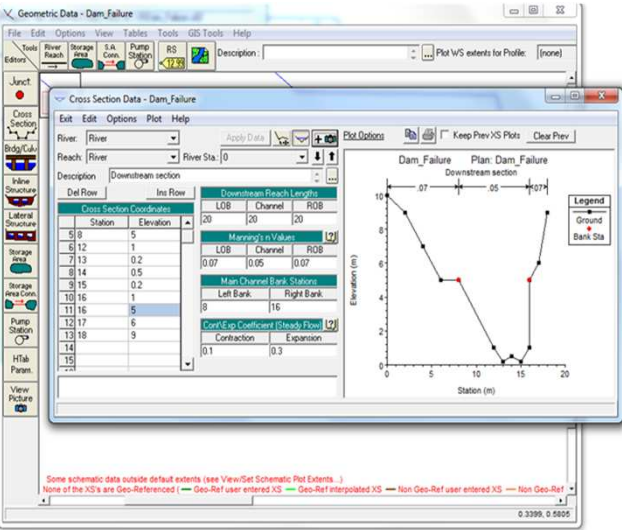 Geometric Data - Dam_Failure
File Edit Options View Tables Tools GIS Tools Help
Tools
Editors
River Reach
Storage Area
S.A. Conn.
Pump Station
RS
Description :
...
Plot WS extents for Profile:
(none)
Junct.
Cross Section
Brdg/Culv
Inline Structure
Lateral Structure
Storage Area
Storage Area Conn.
Pump Station
HTab Param.
View Picture
Cross Section Data - Dam_Failure
Exit Edit Options Plot Help
River: River
Apply Data
Plot Options
Keep Prev XS Plots
Clear Prev
Reach: Reach
River Sta.: 0
Description
Downstream section
...
Del Row
Ins Row
Cross Section Coordinates
Station Elevation
5 8 5
6 12 1
7 13 0.2
8 14 0.5
9 15 0.2
10 16 1
11 16 5
12 17 6
13 18 9
14
15
Downstream Reach Lengths
LOB Channel ROB
20 20 20
Manning's n Values
LOB Channel ROB
0.07 0.05 0.07
Main Channel Bank Stations
Left Bank Right Bank
8 16
Cont\Exp Coefficient (Steady Flow)
Contraction Expansion
0.1 0.3
Dam_Failure Plan: Dam_Failure
Downstream section
.07 .05 .07
Legend
Ground
Bank Sta
Elevation (m)
10
8
6
4
2
0
0 5 10 15 20
Station (m)
Some schematic data outside default extents (see View/Set Schematic Plot Extents...).
None of the XS's are Geo-Referenced ( Geo-Ref user entered XS Geo-Ref interpolated XS Non Geo-Ref user entered XS Non Geo-Ref
0.3399, 0.5805